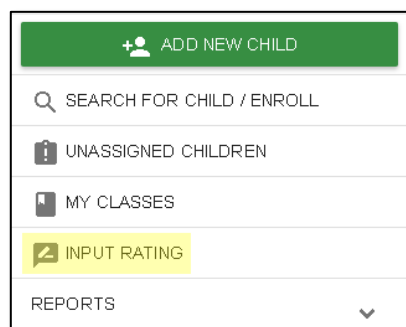 ADD NEW CHILD
SEARCH FOR CHILD / ENROLL
UNASSIGNED CHILDREN
MY CLASSES
INPUT RATING
REPORTS